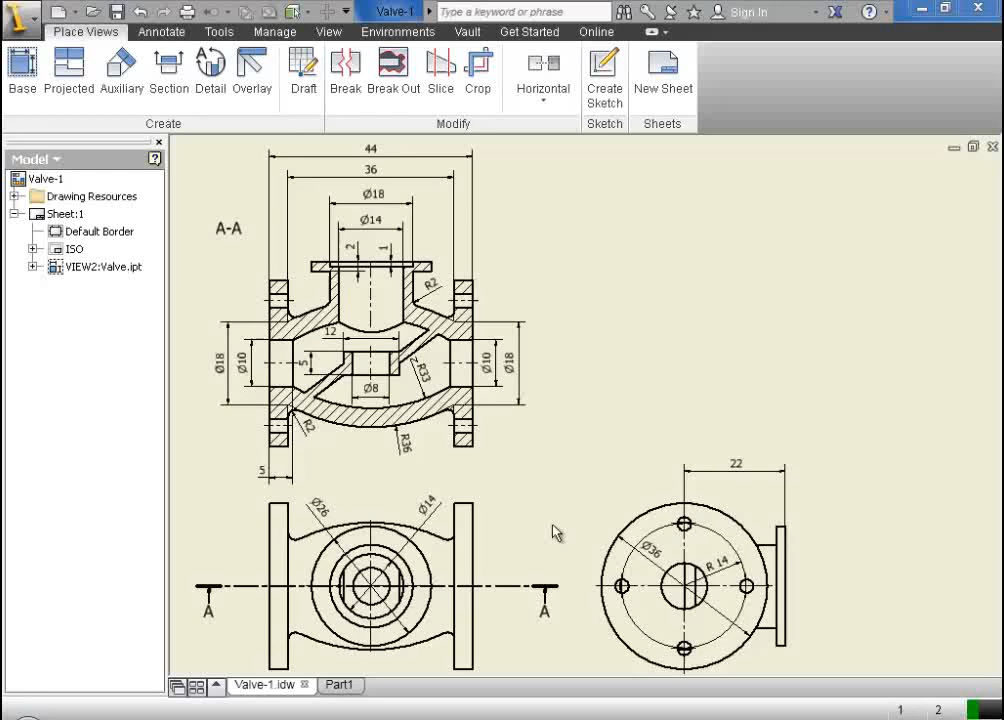 Valve-1
Type a keyword or phrase
Sign In
Place Views Annotate Tools Manage View Environments Vault Get Started Online
Base Projected Auxiliary Section Detail Overlay Draft Break Break Out Slice Crop Horizontal Create Sketch New Sheet
Create Modify Sketch Sheets
Model
Valve-1
Drawing Resources
Sheet:1
Default Border
ISO
VIEW2:Valve.ipt
44
36
Ø18
Ø14
A-A
2 1
R2
12
Ø18 Ø10 5 R33 Ø10 Ø18
Ø8
R2 R36
5
22
Ø26 Ø14
Ø36 R 14
A A
Valve-1.idw Part1
1 2